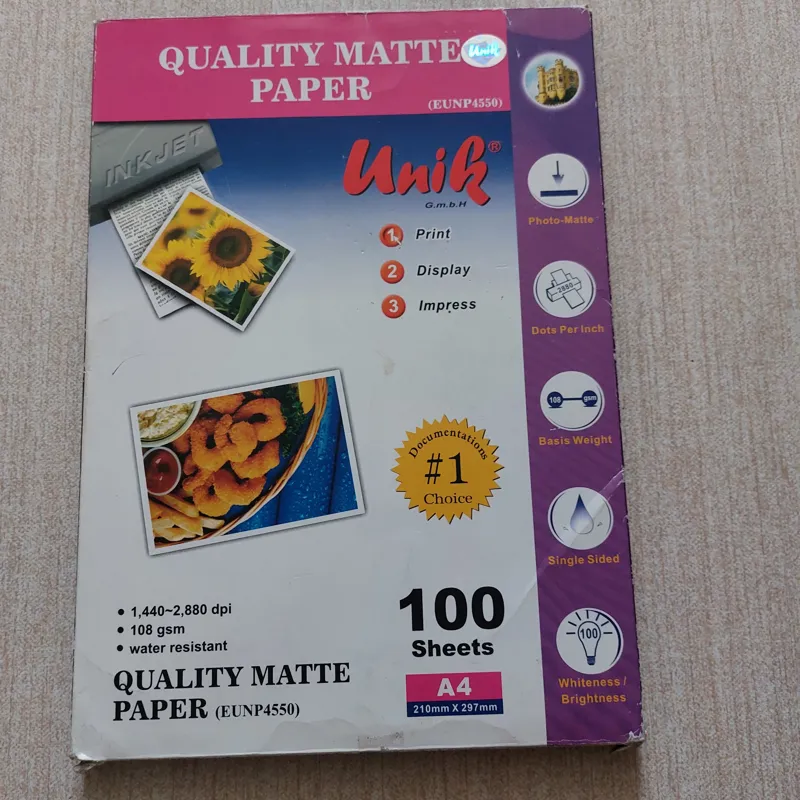 QUALITY MATTE
PAPER
(EUNP4550)
Unik
INKJET
Unik®
G.m.b.H
1 Print
2 Display
3 Impress
Photo-Matte
2880
Dots Per Inch
108 gsm
Basis Weight
Single Sided
100
Whiteness /
Brightness
Documentations
#1
Choice
• 1,440~2,880 dpi
• 108 gsm
• water resistant
QUALITY MATTE
PAPER (EUNP4550)
100
Sheets
A4
210mm X 297mm